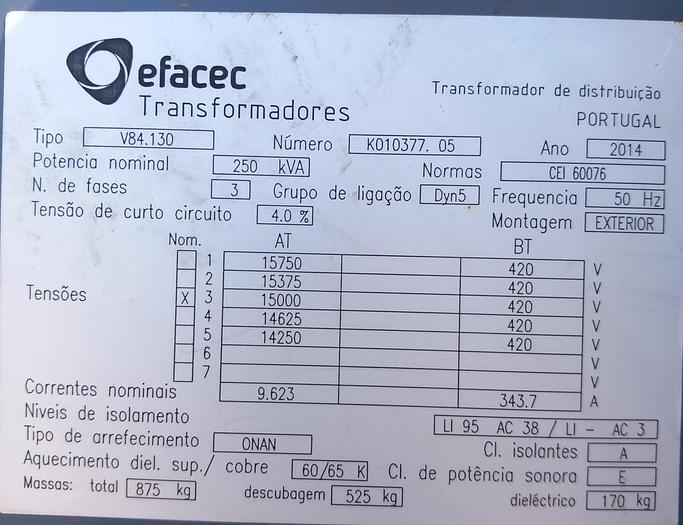 efacec
Transformadores
Transformador de distribuição
PORTUGAL
Tipo V84.130 Número K010377. 05 Ano 2014
Potencia nominal 250 kVA Normas CEI 60076
N. de fases 3 Grupo de ligação Dyn5 Frequencia 50 Hz
Tensão de curto circuito 4.0 % Montagem EXTERIOR
Nom. AT BT
1 15750 420 V
2 15375 420 V
Tensões X 3 15000 420 V
4 14625 420 V
5 14250 420 V
6 V
7 V
Correntes nominais 9.623 343.7 A
Niveis de isolamento LI 95 AC 38 / LI - AC 3
Tipo de arrefecimento ONAN Cl. isolantes A
Aquecimento diel. sup./ cobre 60/65 K Cl. de potência sonora E
Massas: total 875 kg descubagem 525 kg dieléctrico 170 kg